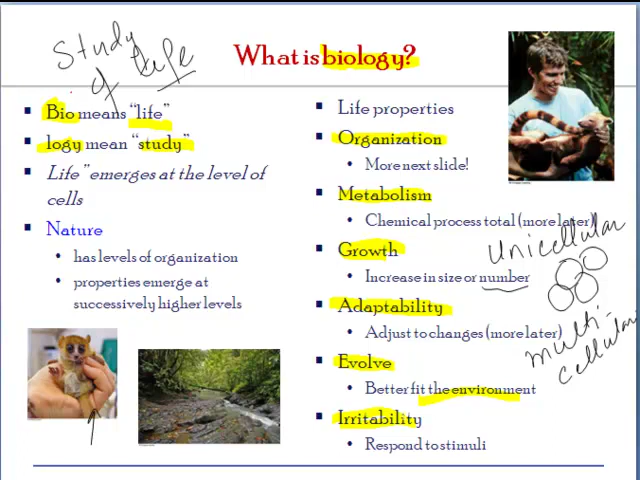 Study
of Life
What is biology?
Bio means "life"
logy mean "study"
Life" emerges at the level of
cells
Nature
has levels of organization
properties emerge at
successively higher levels
Life properties
Organization
More next slide!
Metabolism
Chemical process total (more later)
Growth
Increase in size or number
Adaptability
Adjust to changes (more later)
Evolve
Better fit the environment
Irritability
Respond to stimuli
Unicellular
multi-
cellular